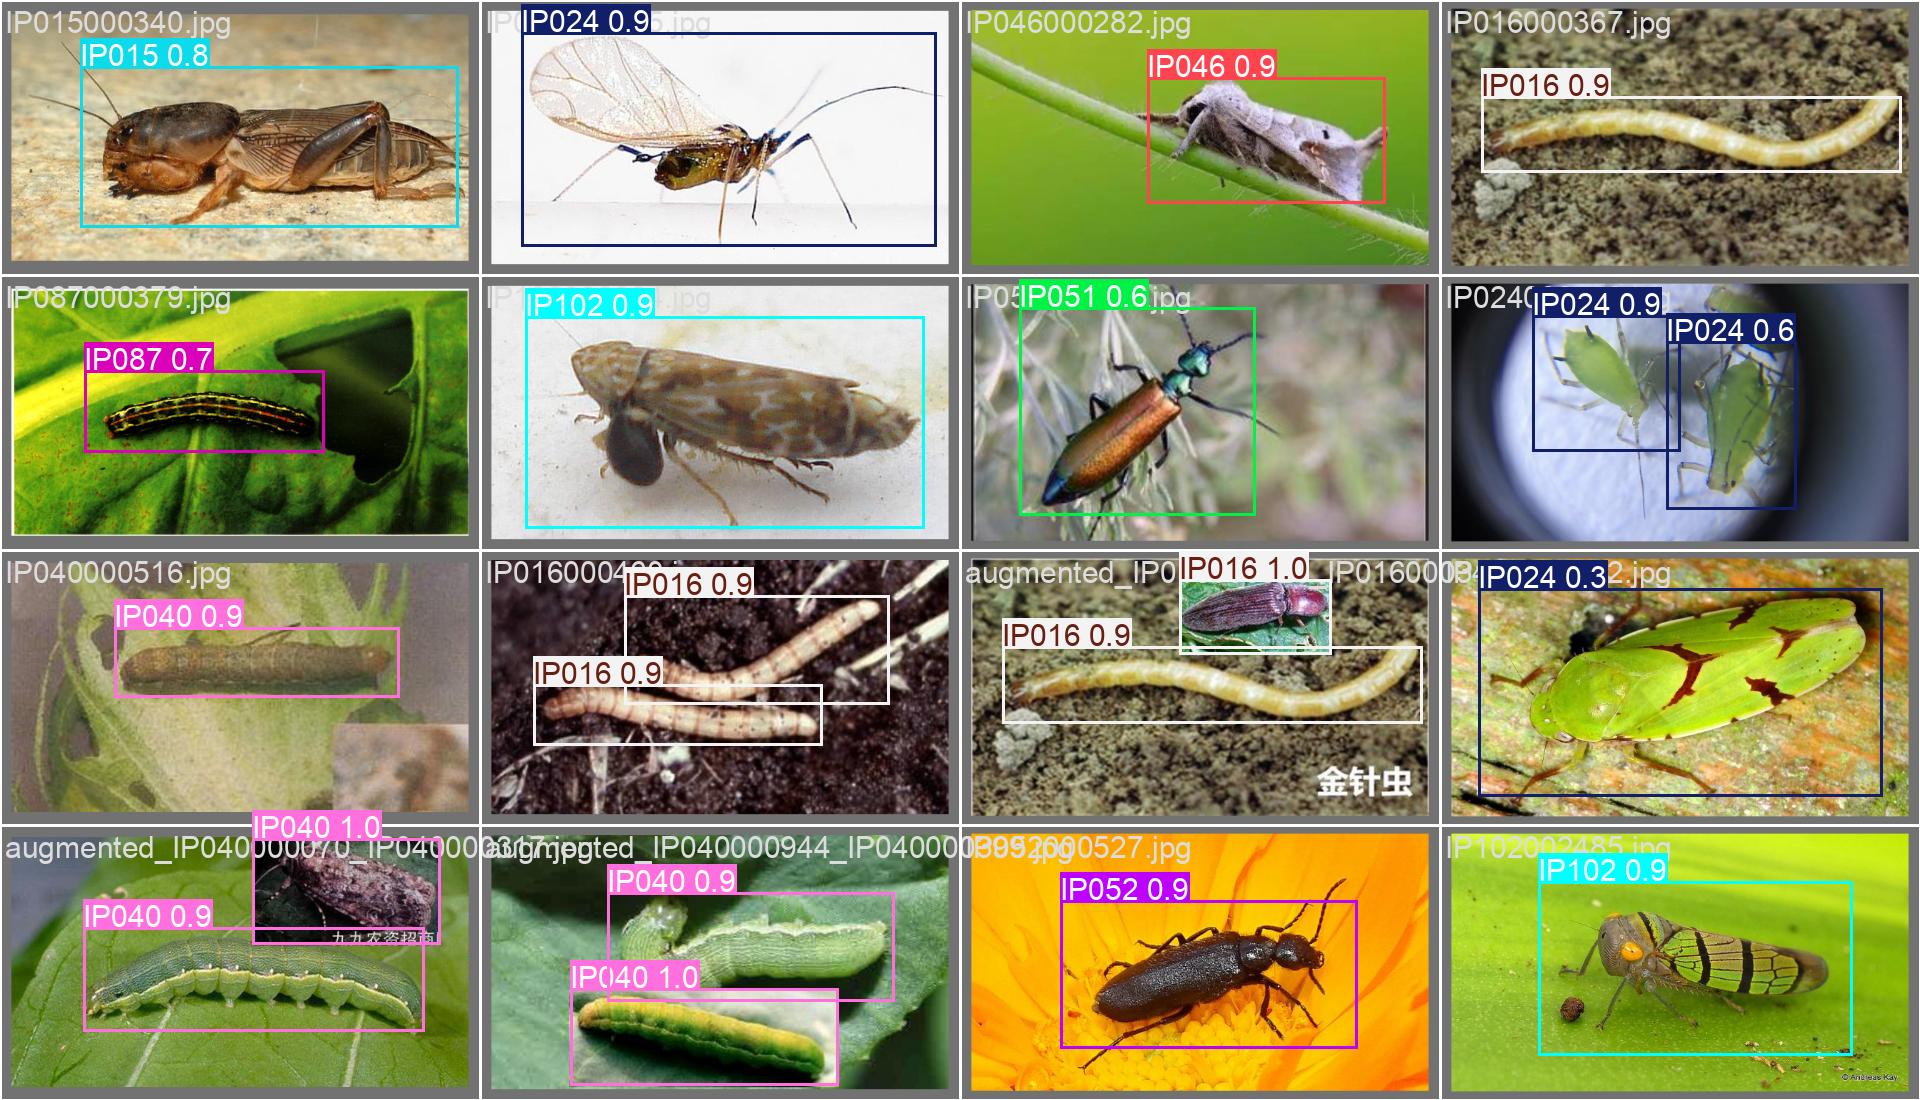 IP015000340.jpg
IP015 0.8
IP024 0.9
IP046000282.jpg
IP046 0.9
IP016000367.jpg
IP016 0.9
IP087000379.jpg
IP087 0.7
IP102 0.9
IP051 0.6
.jpg
IP024 0.9
IP024 0.6
IP040000516.jpg
IP040 0.9
IP016 0.9
IP016 0.9
IP016 1.0
IP016 0.9
金针虫
IP024 0.3
2.jpg
IP040 1.0
augmented_IP040000070_IP040000317.jpg
IP040 0.9
九九农资招商
augmented_IP040000944_IP040000
IP040 0.9
IP040 1.0
000527.jpg
IP052 0.9
IP102002485.jpg
IP102 0.9
© Andreas Kay